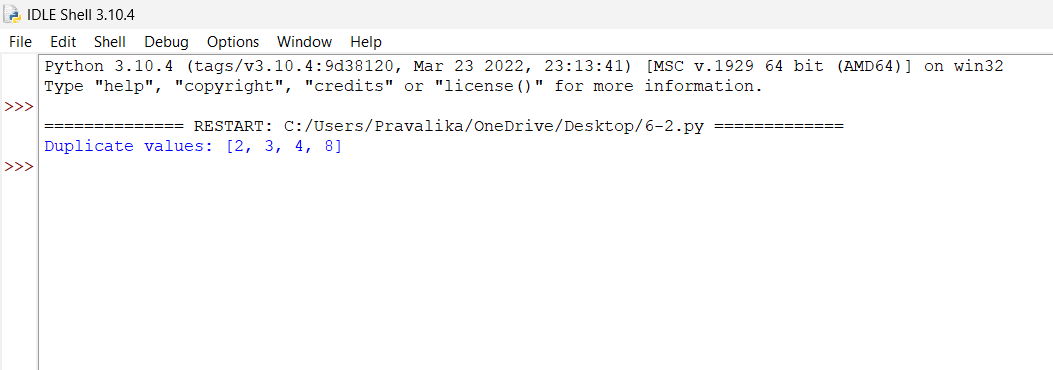 IDLE Shell 3.10.4
File Edit Shell Debug Options Window Help
Python 3.10.4 (tags/v3.10.4:9d38120, Mar 23 2022, 23:13:41) [MSC v.1929 64 bit (AMD64)] on win32
Type "help", "copyright", "credits" or "license()" for more information.
>>>
============== RESTART: C:/Users/Pravalika/OneDrive/Desktop/6-2.py =============
Duplicate values: [2, 3, 4, 8]
>>>